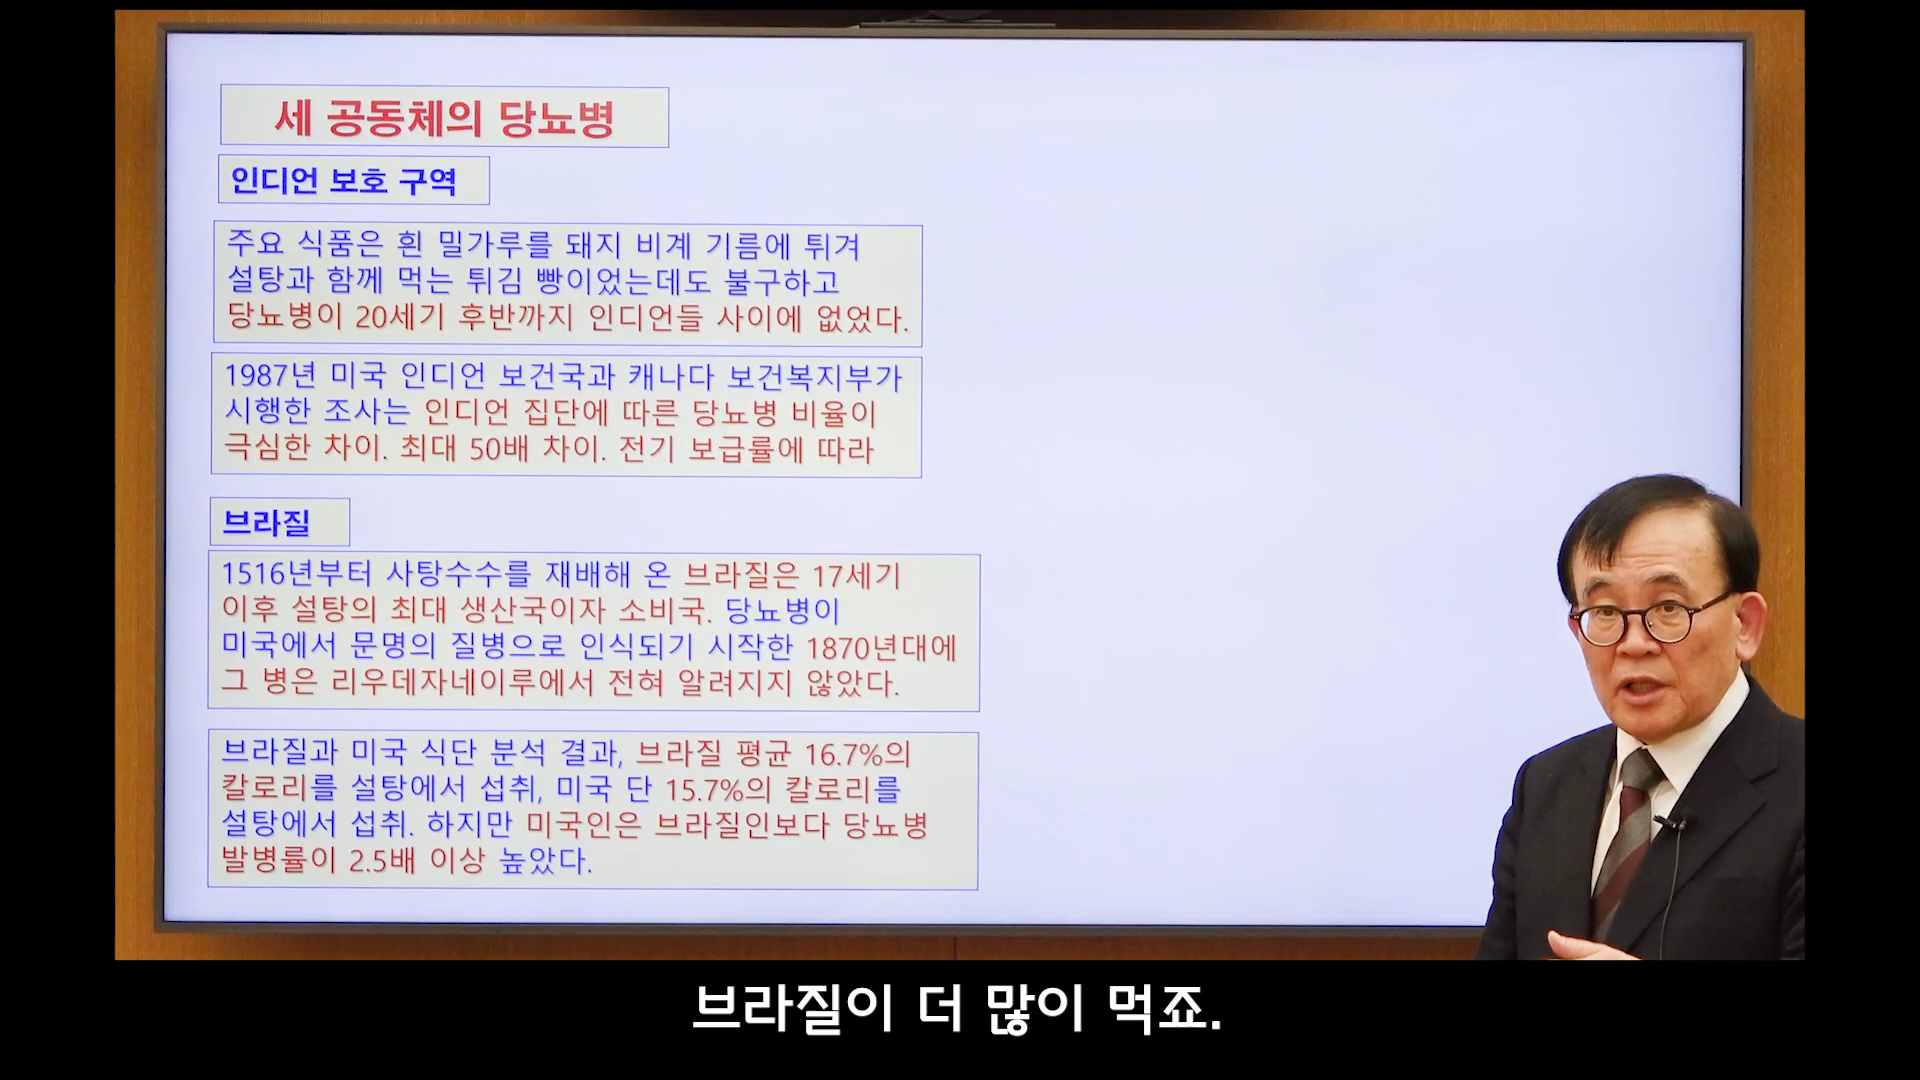 세 공동체의 당뇨병
인디언 보호 구역
주요 식품은 흰 밀가루를 돼지 비계 기름에 튀겨
설탕과 함께 먹는 튀김 빵이었는데도 불구하고
당뇨병이 20세기 후반까지 인디언들 사이에 없었다.
1987년 미국 인디언 보건국과 캐나다 보건복지부가
시행한 조사는 인디언 집단에 따른 당뇨병 비율이
극심한 차이. 최대 50배 차이. 전기 보급률에 따라
브라질
1516년부터 사탕수수를 재배해 온 브라질은 17세기
이후 설탕의 최대 생산국이자 소비국. 당뇨병이
미국에서 문명의 질병으로 인식되기 시작한 1870년대에
그 병은 리우데자네이루에서 전혀 알려지지 않았다.
브라질과 미국 식단 분석 결과, 브라질 평균 16.7%의
칼로리를 설탕에서 섭취, 미국 단 15.7%의 칼로리를
설탕에서 섭취. 하지만 미국인은 브라질인보다 당뇨병
발병률이 2.5배 이상 높았다.
브라질이 더 많이 먹죠.